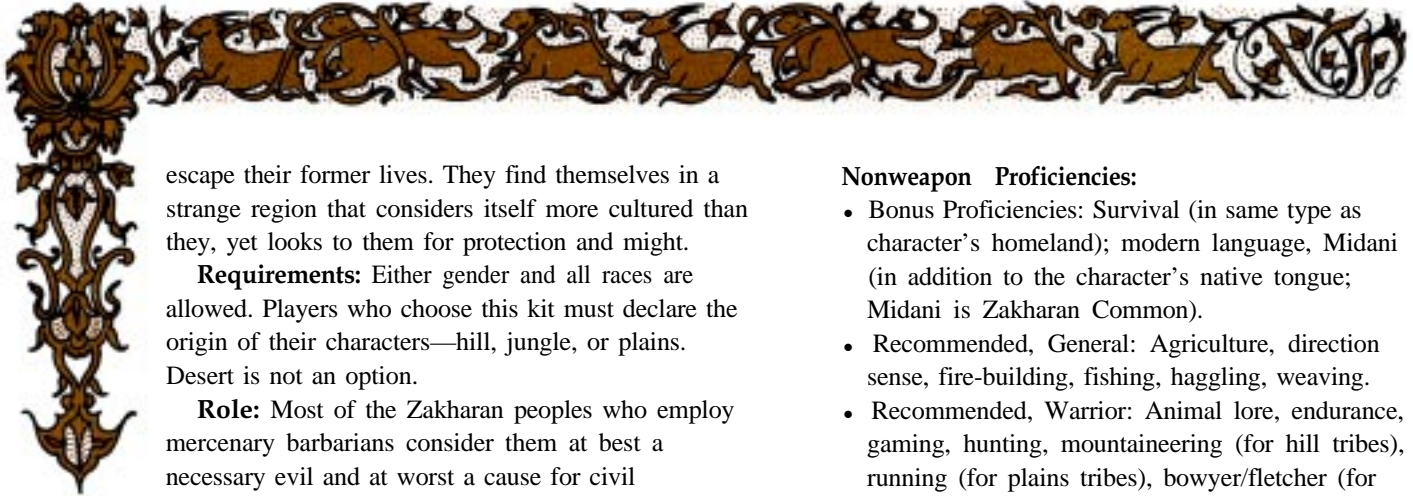 escape their former lives. They find themselves in a
strange region that considers itself more cultured than
they, yet looks to them for protection and might.
Requirements: Either gender and all races are
allowed. Players who choose this kit must declare the
origin of their characters—hill, jungle, or plains.
Desert is not an option.
Role: Most of the Zakharan peoples who employ
mercenary barbarians consider them at best a
necessary evil and at worst a cause for civil
Nonweapon Proficiencies:
• Bonus Proficiencies: Survival (in same type as
character's homeland); modern language, Midani
(in addition to the character's native tongue;
Midani is Zakharan Common).
• Recommended, General: Agriculture, direction
sense, fire-building, fishing, haggling, weaving.
• Recommended, Warrior: Animal lore, endurance,
gaming, hunting, mountaineering (for hill tribes),
running (for plains tribes), bowyer/fletcher (for